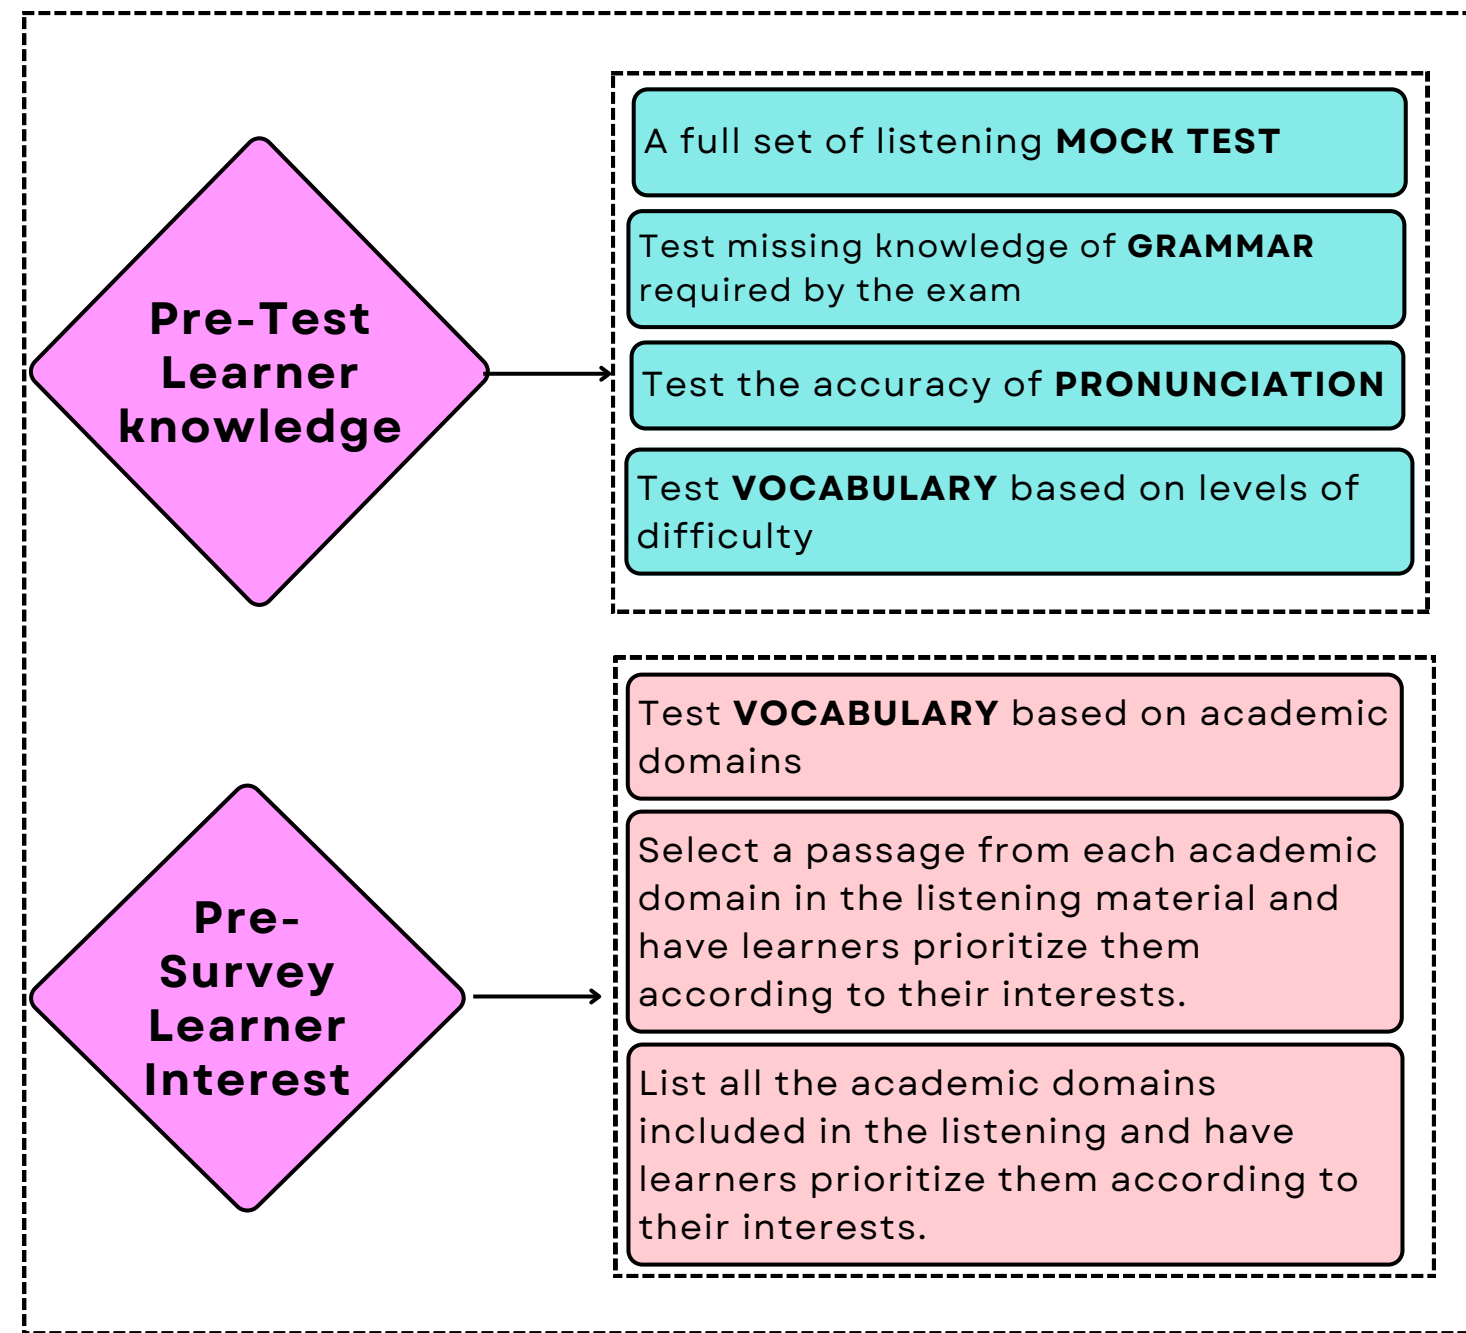 Pre-Test
Learner
knowledge
A full set of listening MOCK TEST
Test missing knowledge of GRAMMAR
required by the exam
Test the accuracy of PRONUNCIATION
Test VOCABULARY based on levels of
difficulty
Pre-
Survey
Learner
Interest
Test VOCABULARY based on academic
domains
Select a passage from each academic
domain in the listening material and
have learners prioritize them
according to their interests.
List all the academic domains
included in the listening and have
learners prioritize them according to
their interests.